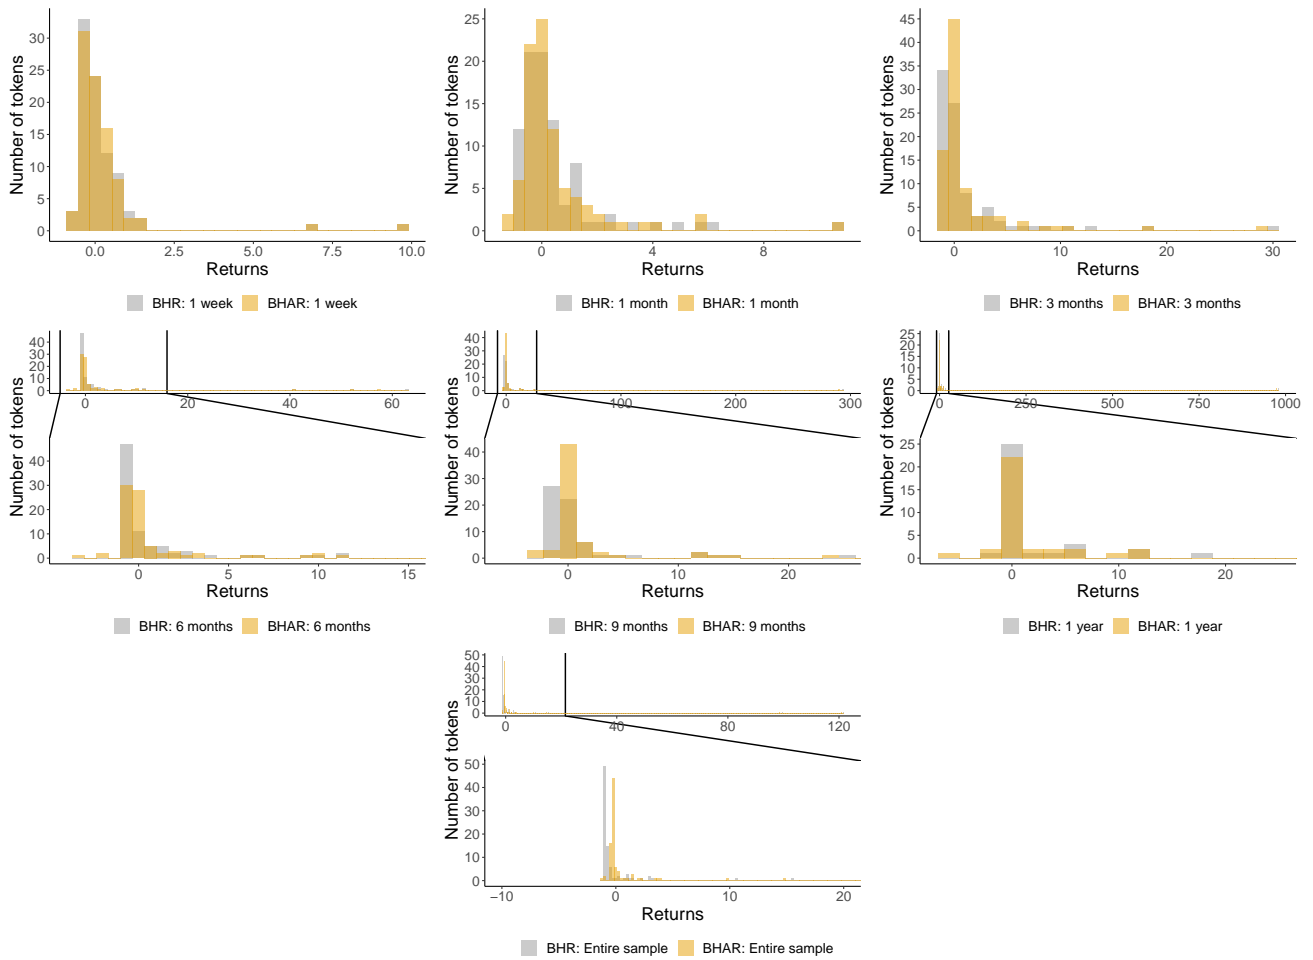 Number of tokens
30
25
20
15
10
5
0
0.0 2.5 5.0 7.5 10.0
Returns
BHR: 1 week BHAR: 1 week
Number of tokens
25
20
15
10
5
0
0 4 8
Returns
BHR: 1 month BHAR: 1 month
Number of tokens
45
40
35
30
25
20
15
10
5
0
0 10 20 30
Returns
BHR: 3 months BHAR: 3 months
Number of tokens
40
30
20
10
0
0 20 40 60
40
30
20
10
0
0 5 10 15
Returns
BHR: 6 months BHAR: 6 months
Number of tokens
40
30
20
10
0
0 100 200 300
40
30
20
10
0
0 10 20
Returns
BHR: 9 months BHAR: 9 months
Number of tokens
25
20
15
10
5
0
0 250 500 750 1000
25
20
15
10
5
0
0 10 20
Returns
BHR: 1 year BHAR: 1 year
Number of tokens
50
40
30
20
10
0
0 40 80 120
50
40
30
20
10
0
−10 0 10 20
Returns
BHR: Entire sample BHAR: Entire sample